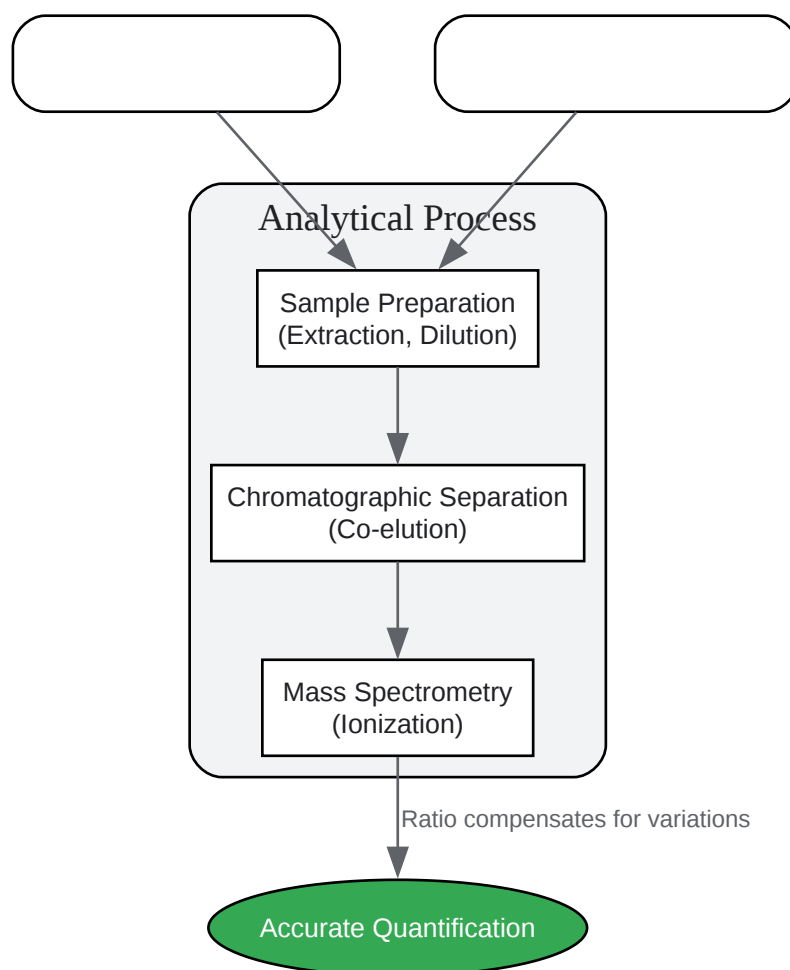 Analytical Process
Sample Preparation
(Extraction, Dilution)
Chromatographic Separation
(Co-elution)
Mass Spectrometry
(Ionization)
Ratio compensates for variations
Accurate Quantification